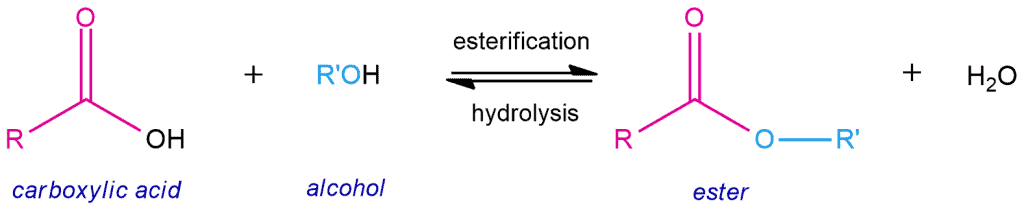 O
O
esterification
+
R'OH
+
H₂O
hydrolysis
R
OH
R
O
R'
carboxylic acid
alcohol
ester